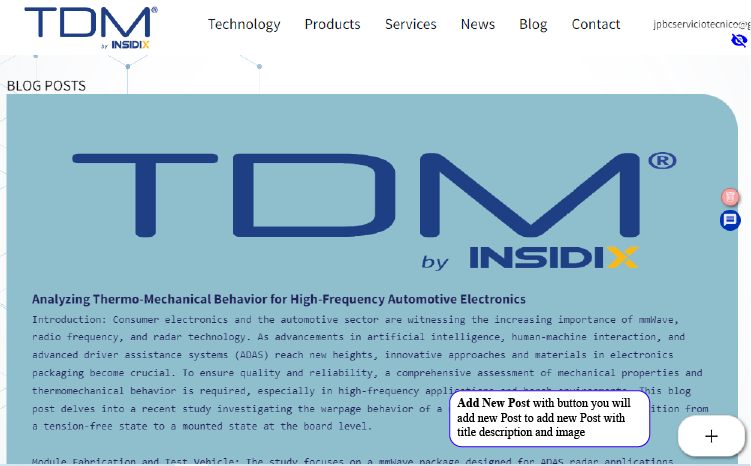 TDM®
by INSIDIX
Technology Products Services News Blog Contact jpbcserviciotecnico@g
BLOG POSTS
TDM®
by INSIDIX
Analyzing Thermo-Mechanical Behavior for High-Frequency Automotive Electronics
Introduction: Consumer electronics and the automotive sector are witnessing the increasing importance of mmWave,
radio frequency, and radar technology. As advancements in artificial intelligence, human-machine interaction, and
advanced driver assistance systems (ADAS) reach new heights, innovative approaches and materials in electronics
packaging become crucial. To ensure quality and reliability, a comprehensive assessment of mechanical properties and
thermomechanical behavior is required, especially in high-frequency applications and harsh environments. This blog
post delves into a recent study investigating the warpage behavior of a ition from
a tension-free state to a mounted state at the board level.
Add New Post with button you will
add new Post to add new Post with
title description and image
+
Module Fabrication and Test Vehicle: The study focuses on a mmWave package designed for ADAS radar applications.